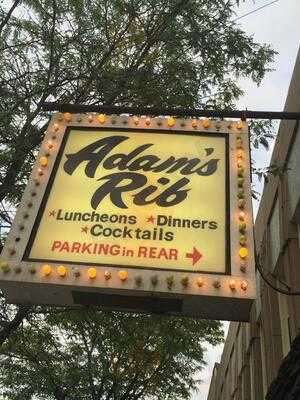 Adam's
Rib
*Luncheons *Dinners
*Cocktails
PARKING in REAR →